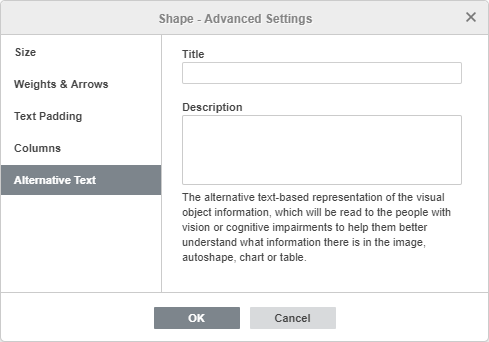 Shape - Advanced Settings
Size
Weights & Arrows
Text Padding
Columns
Alternative Text
Title
Description
The alternative text-based representation of the visual
object information, which will be read to the people with
vision or cognitive impairments to help them better
understand what information there is in the image,
autoshape, chart or table.
OK
Cancel